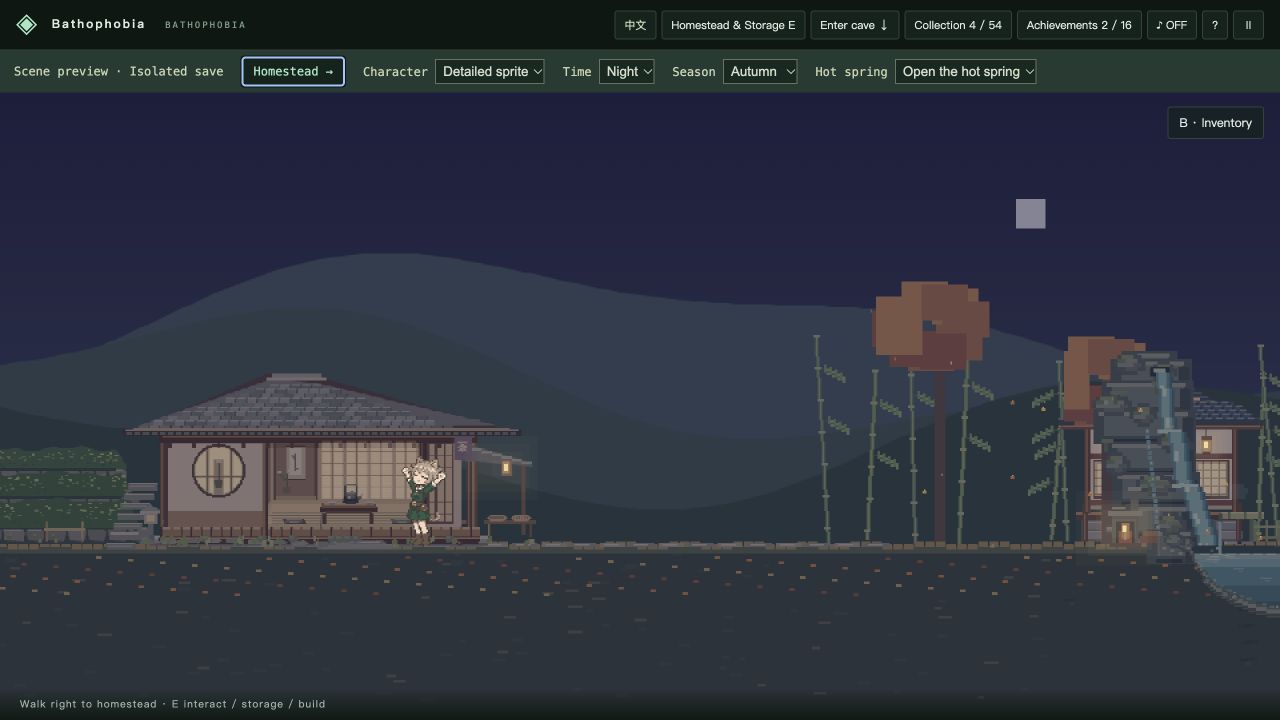 Bathophobia BATHOPHOBIA 中文 Homestead & Storage E Enter cave ↓ Collection 4 / 54 Achievements 2 / 16 ♪ OFF ? II
Scene preview · Isolated save Homestead → Character Detailed sprite Time Night Season Autumn Hot spring Open the hot spring
B · Inventory
Walk right to homestead · E interact / storage / build